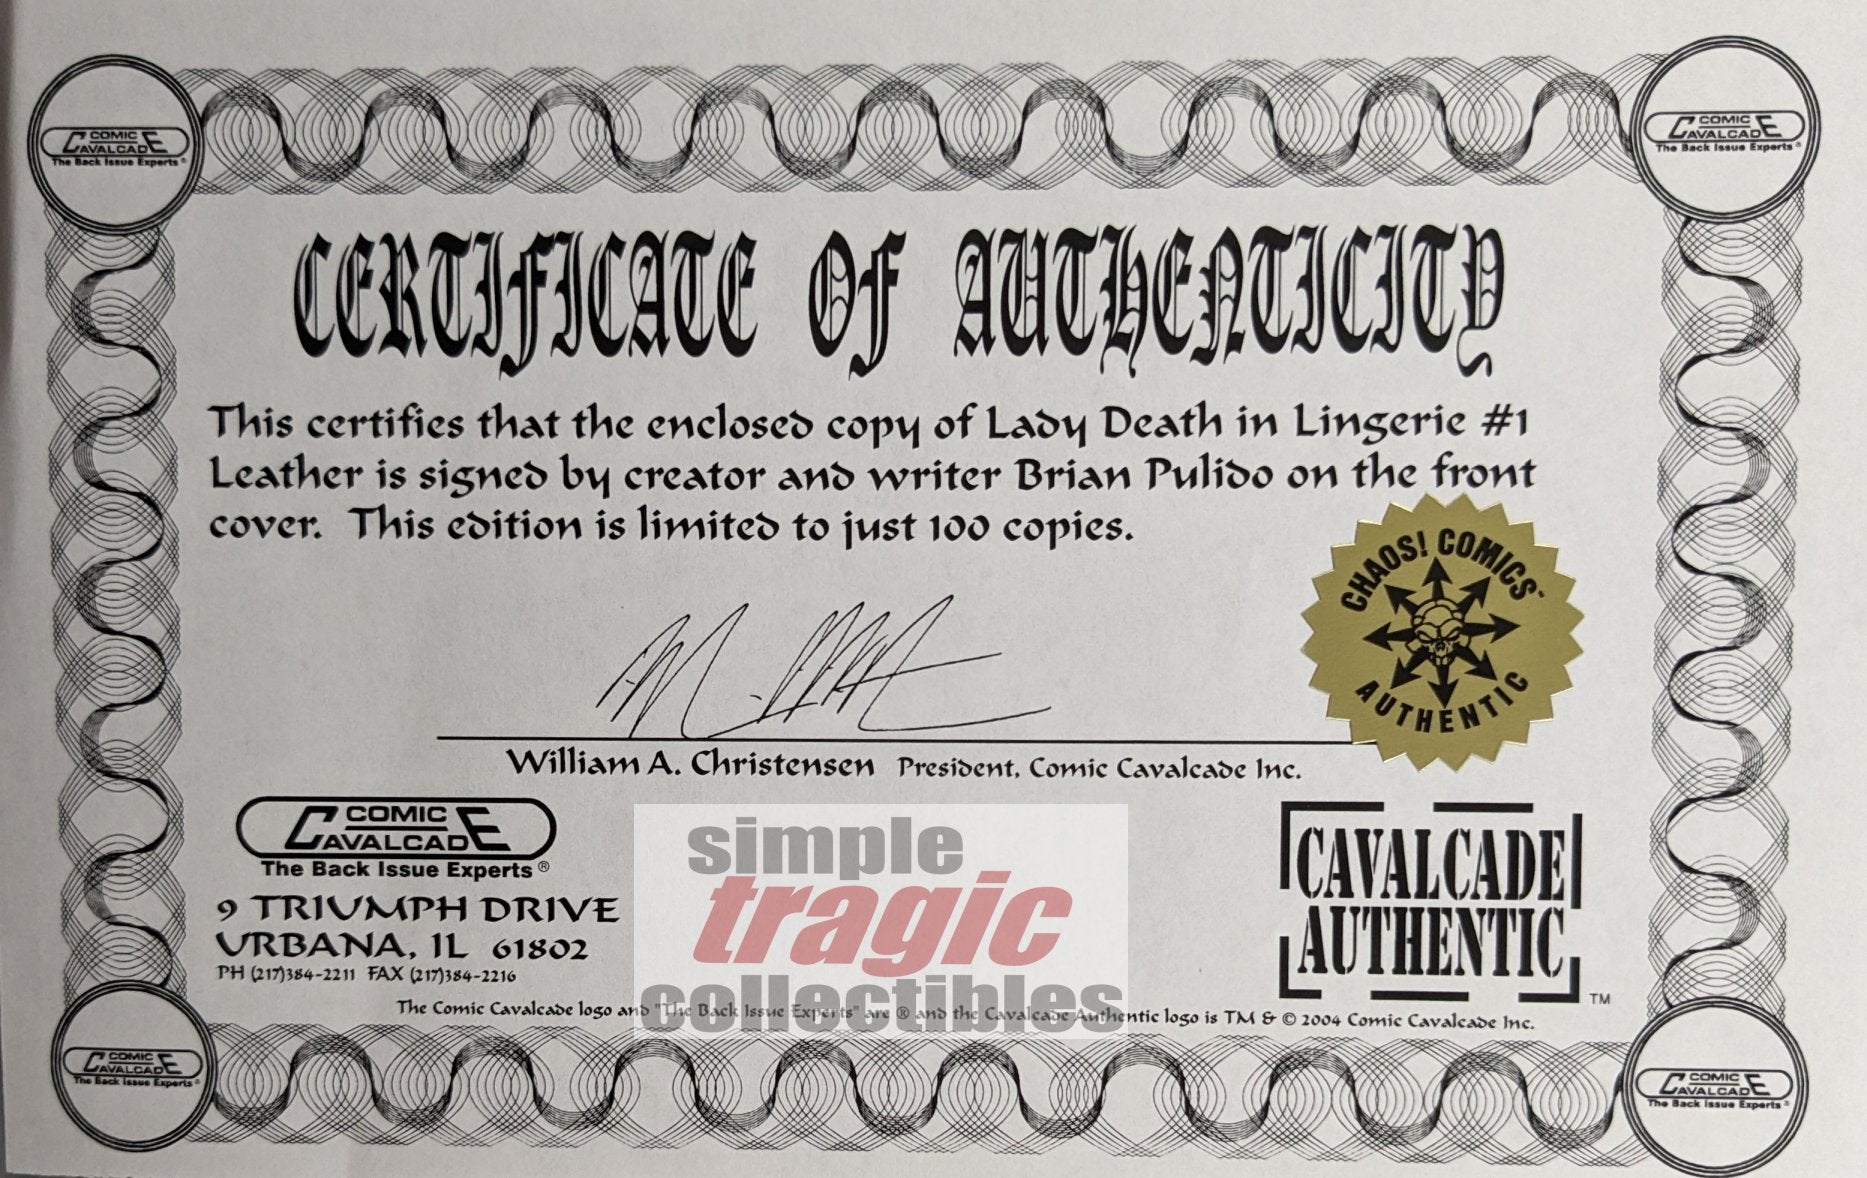 COMIC CAVALCADE
The Back Issue Experts®
COMIC CAVALCADE
The Back Issue Experts®
CERTIFICATE OF AUTHENTICITY
This certifies that the enclosed copy of Lady Death in Lingerie #1
Leather is signed by creator and writer Brian Pulido on the front
cover. This edition is limited to just 100 copies.
CHAOS! COMICS
AUTHENTIC
William A. Christensen President, Comic Cavalcade Inc.
COMIC
CAVALCADE
The Back Issue Experts®
9 TRIUMPH DRIVE
URBANA, IL 61802
PH (217)384-2211 FAX (217)384-2216
simple
tragic
collectibles
CAVALCADE
AUTHENTIC
TM
The Comic Cavalcade logo and "The Back Issue Experts" are ® and the Cavalcade Authentic logo is TM & © 2004 Comic Cavalcade Inc.
COMIC CAVALCADE
The Back Issue Experts®
COMIC CAVALCADE
The Back Issue Experts®